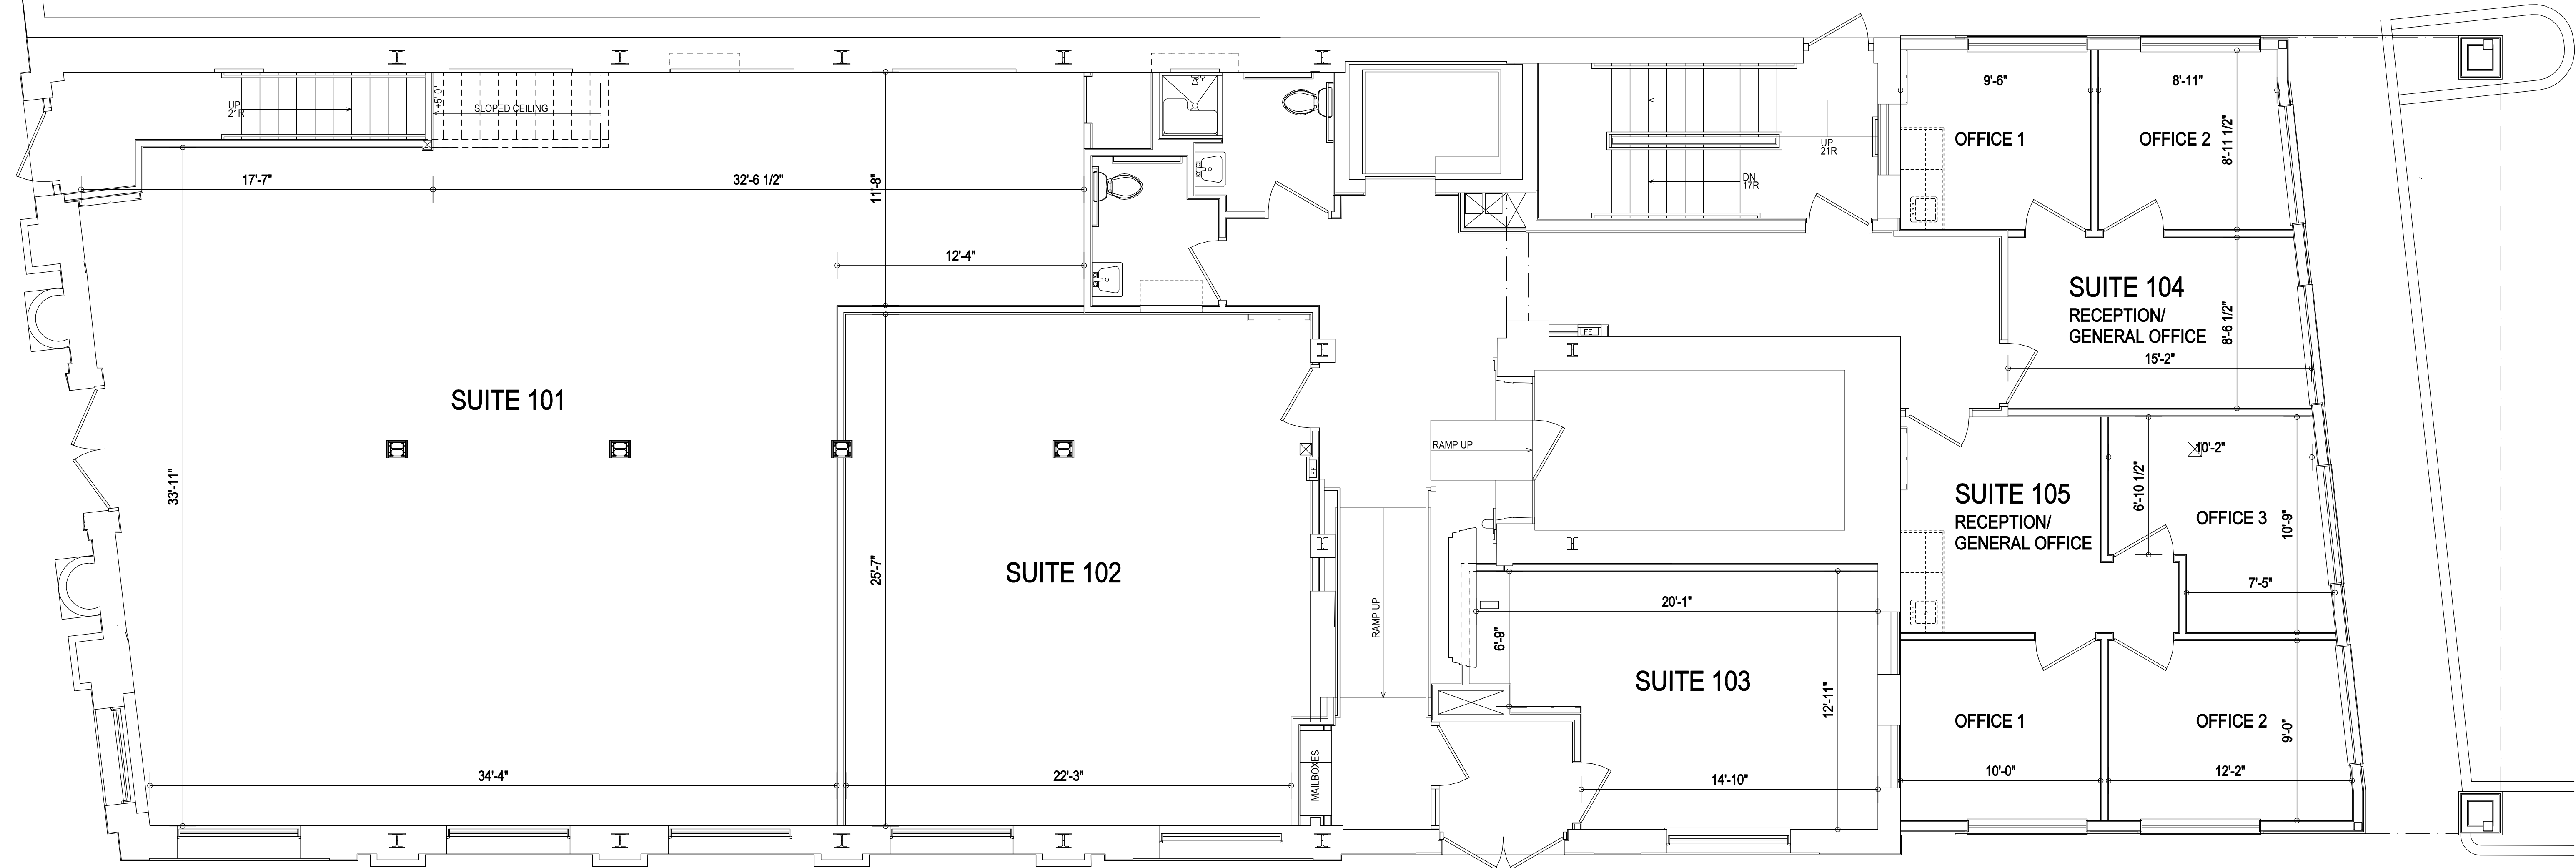 UP
21R
+5'-0"
SLOPED CEILING
17'-7"
32'-6 1/2"
11'-8"
12'-4"
SUITE 101
33'-11"
34'-4"
25'-7"
SUITE 102
22'-3"
FE
MAILBOXES
RAMP UP
RAMP UP
FE
UP
21R
DN
17R
9'-6"
8'-11"
OFFICE 1
OFFICE 2
8'-11 1/2"
SUITE 104
RECEPTION/
GENERAL OFFICE
8'-6 1/2"
15'-2"
10'-2"
6'-10 1/2"
SUITE 105
RECEPTION/
GENERAL OFFICE
OFFICE 3
10'-9"
7'-5"
20'-1"
6'-9"
SUITE 103
12'-11"
14'-10"
OFFICE 1
OFFICE 2
9'-0"
10'-0"
12'-2"